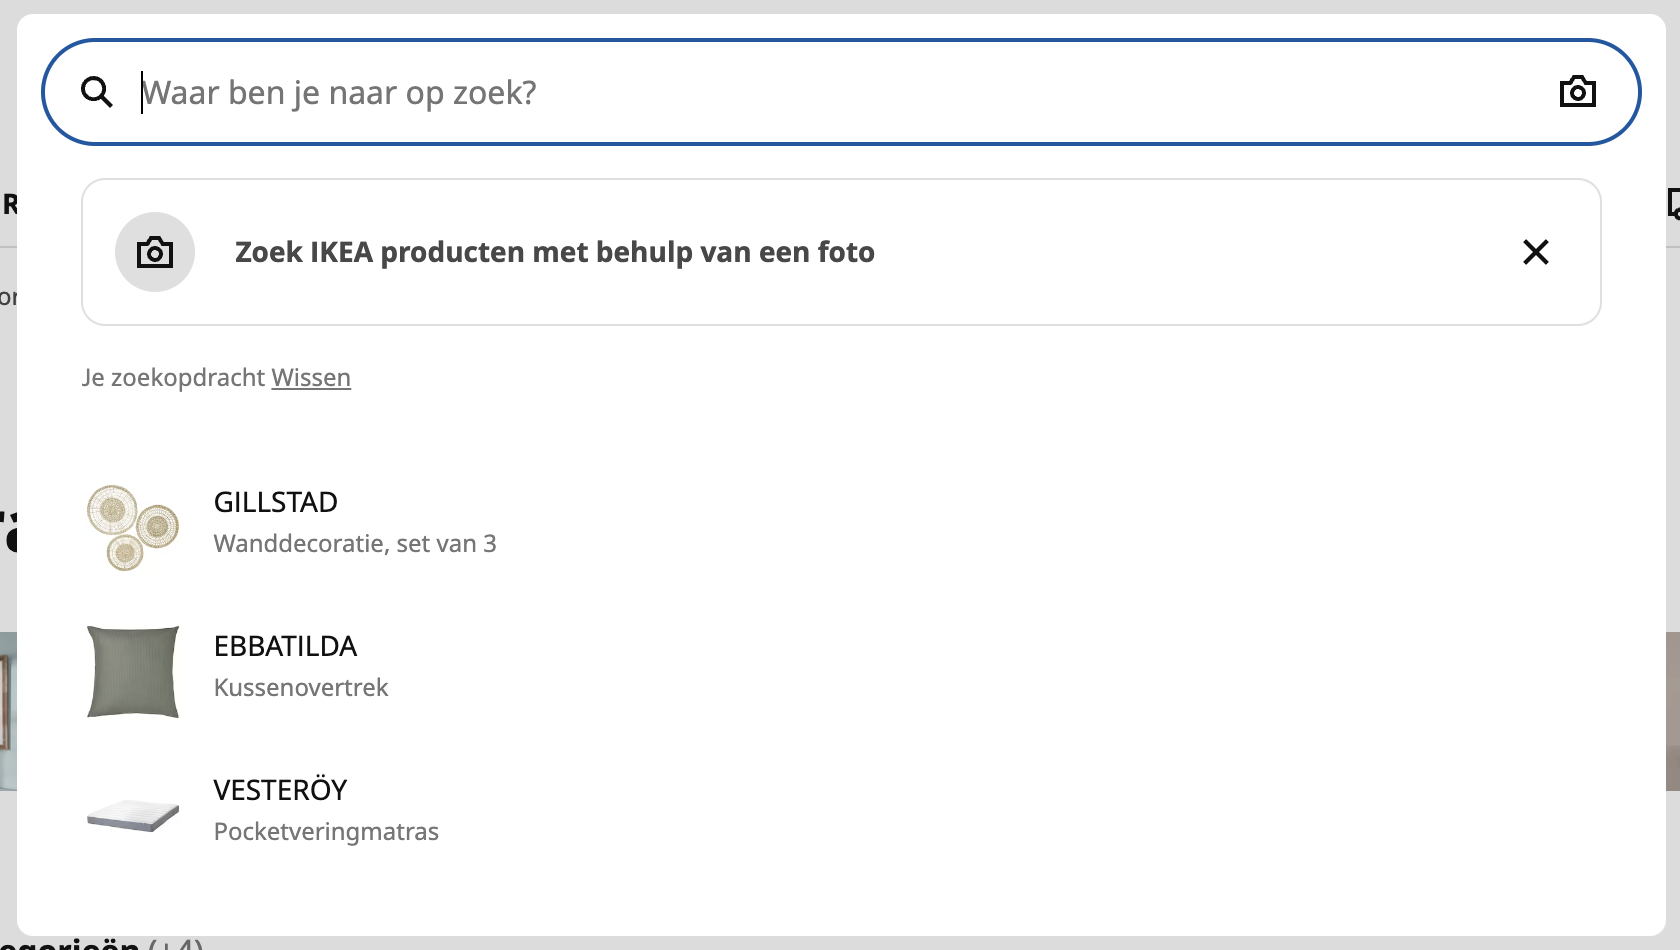 Waar ben je naar op zoek?
Zoek IKEA producten met behulp van een foto
Je zoekopdracht Wissen
GILLSTAD
Wanddecoratie, set van 3
EBBATILDA
Kussenovertrek
VESTERÖY
Pocketveringmatras
(+4)